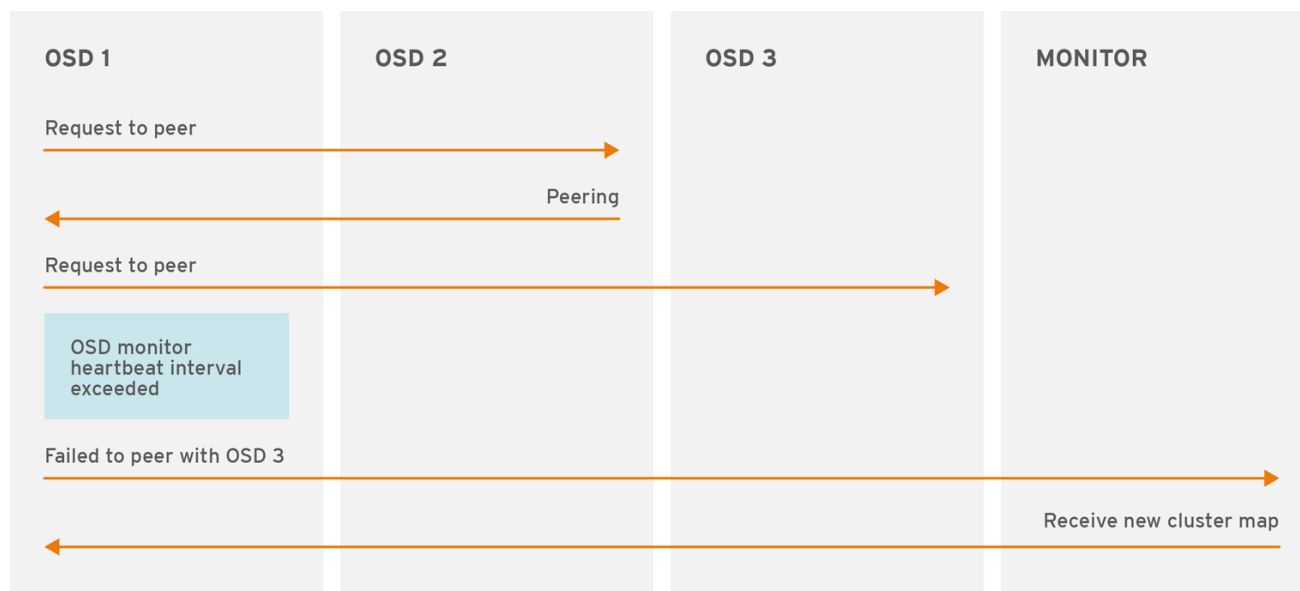 OSD 1
OSD 2
OSD 3
MONITOR
Request to peer
Peering
Request to peer
OSD monitor
heartbeat interval
exceeded
Failed to peer with OSD 3
Receive new cluster map